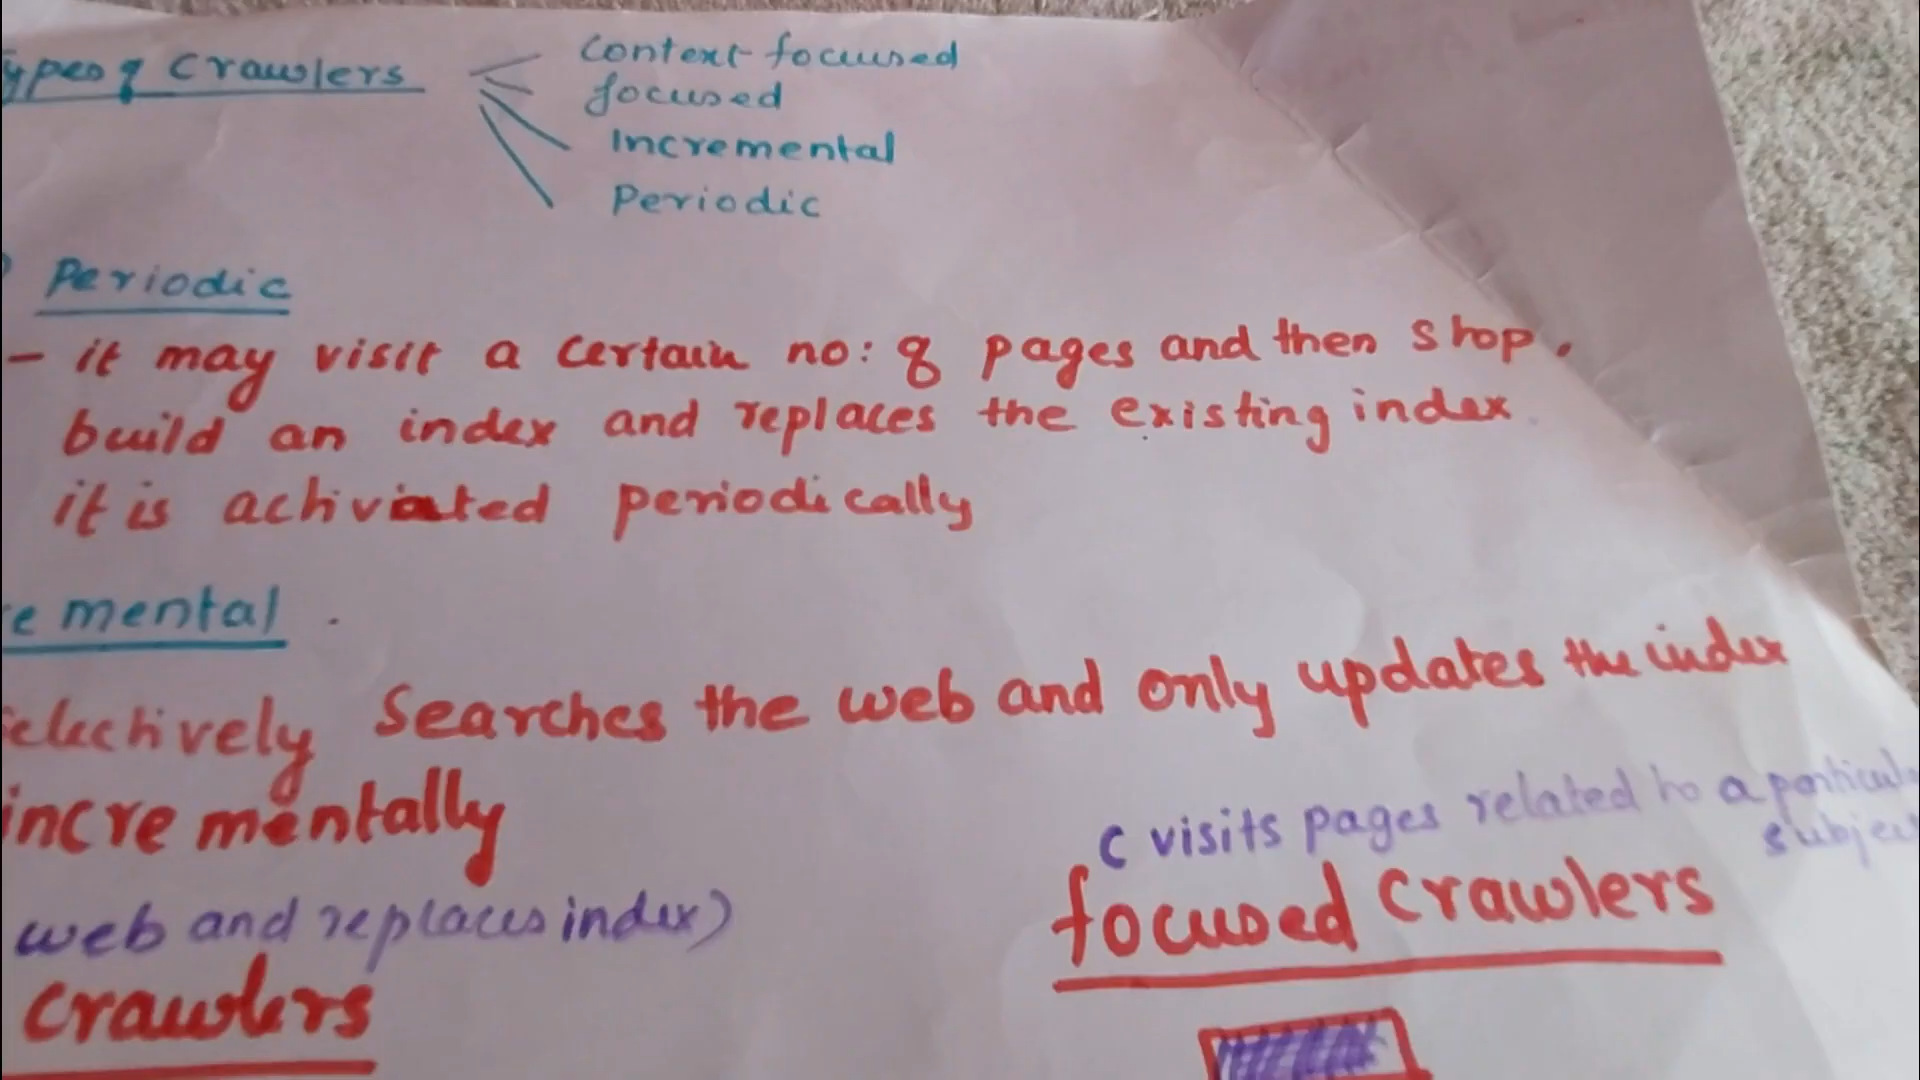 ypes of Crawlers
Context focused
focused
Incremental
Periodic
Periodic
- it may visit a certain no: of pages and then stop.
build an index and replaces the existing index
it is activated periodically
emental
selectively Searches the web and only updates the index
incrementally
c visits pages related to a particul
subject
web and replaces index)
focused Crawlers
Crawlers